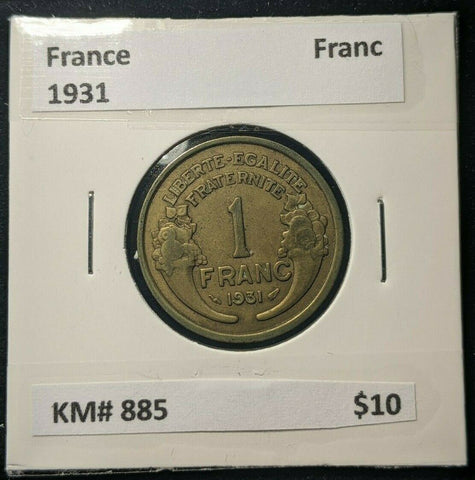 France Franc
1931
LIBERTE-EGALITE
FRATERNITE
1
FRANC
1931
KM# 885 $10